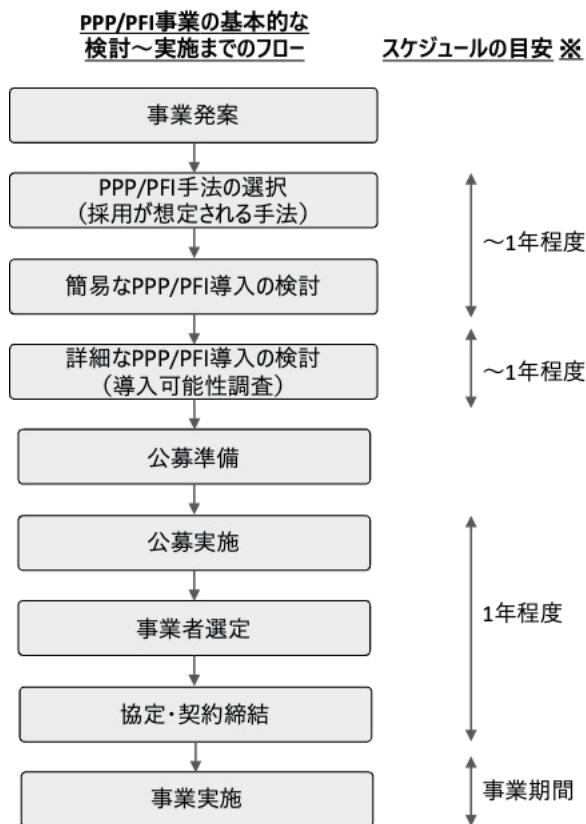 PPP/PFI事業の基本的な
検討～実施までのフロー
スケジュールの目安 ※
事業発案
PPP/PFI手法の選択
（採用が想定される手法）
～1年程度
簡易なPPP/PFI導入の検討
詳細なPPP/PFI導入の検討
（導入可能性調査）
～1年程度
公募準備
公募実施
1年程度
事業者選定
協定・契約締結
事業実施
事業期間